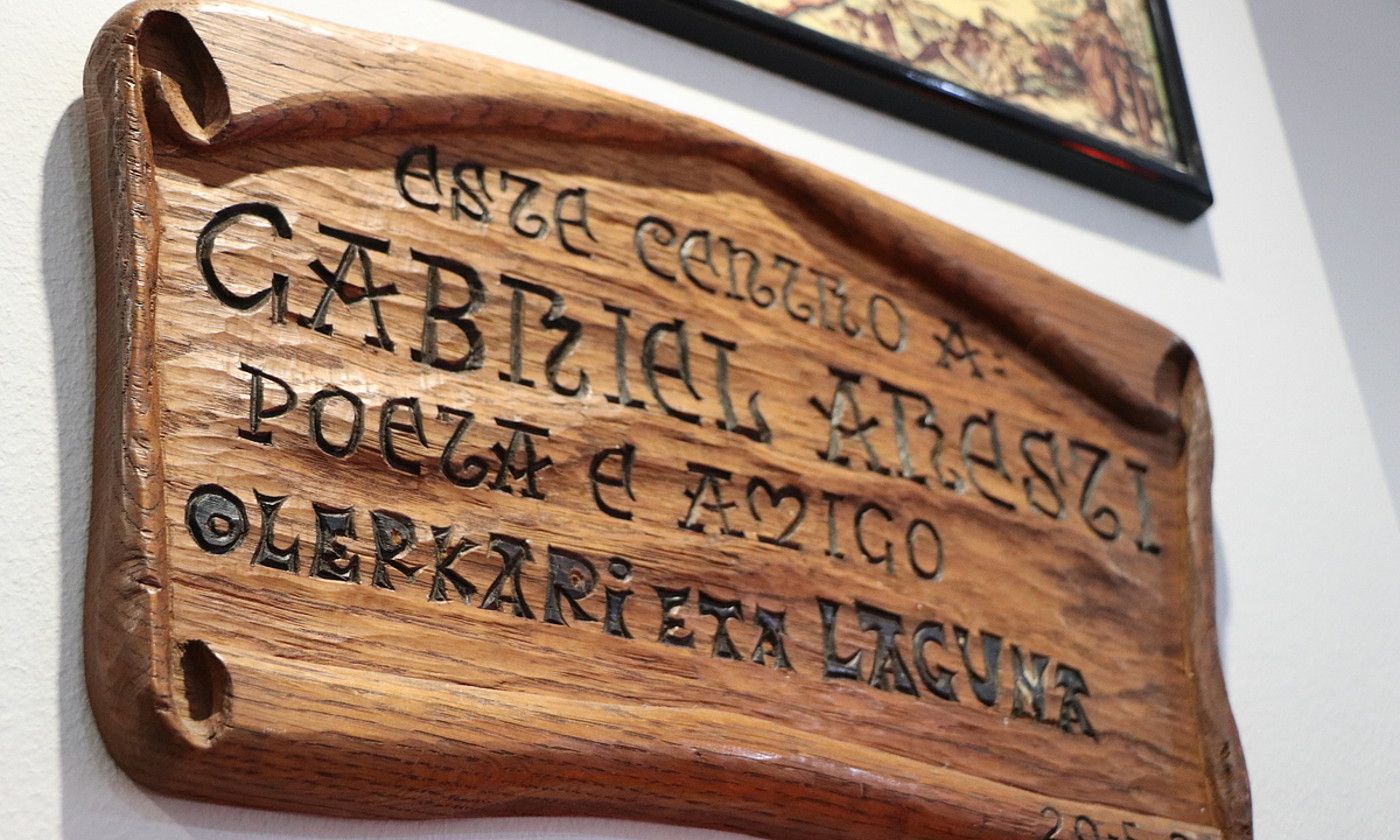 ESTE CENTRO A:
GABRIEL ARESTI
POETA E AMIGO
OLERKARI ETA LAGUNA